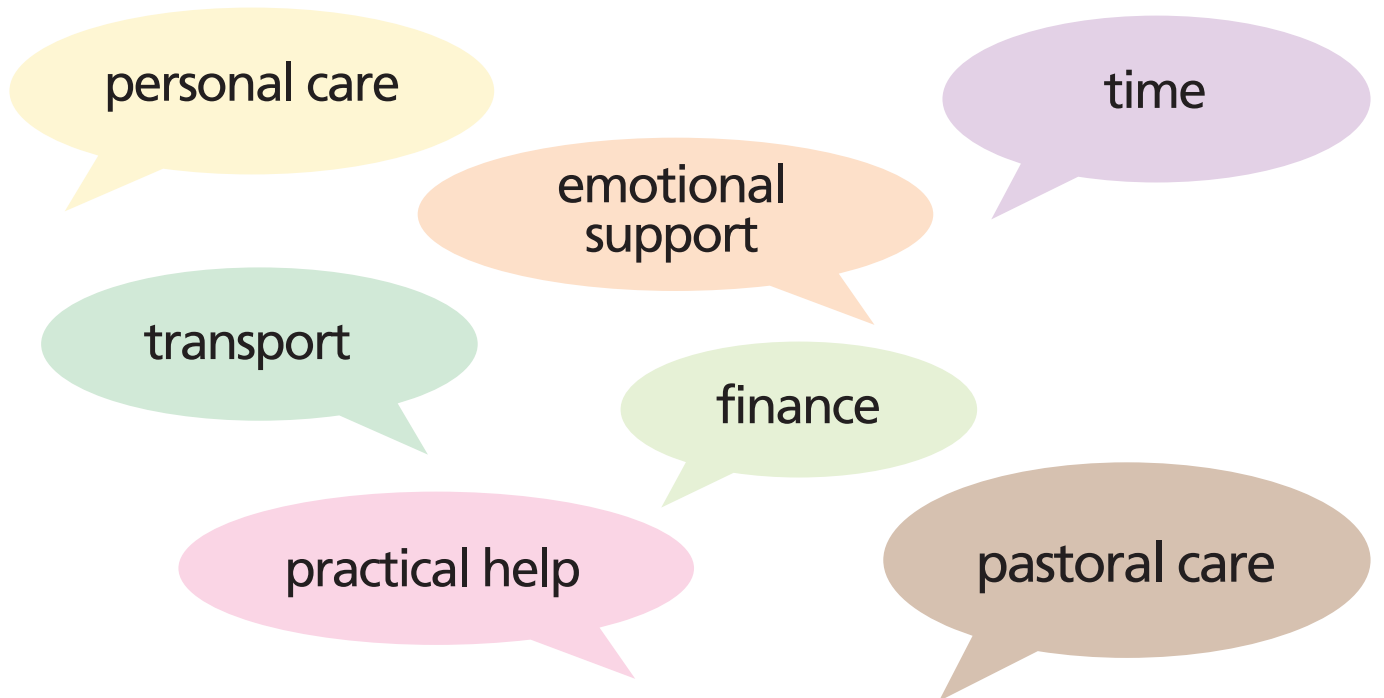 personal care
time
emotional
support
transport
finance
practical help
pastoral care